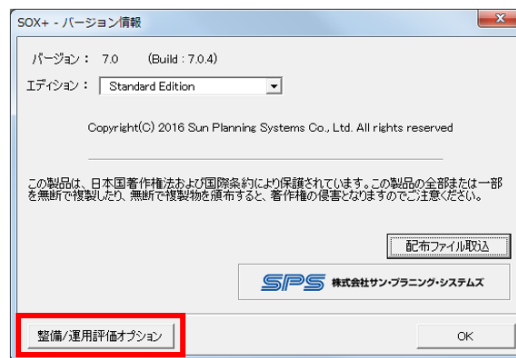 SOX+ - バージョン情報
バージョン： 7.0 (Build : 7.0.4)
エディション： Standard Edition
Copyright(C) 2016 Sun Planning Systems Co., Ltd. All rights reserved
この製品は、日本国著作権法および国際条約により保護されています。この製品の全部または一部
を無断で複製したり、無断で複製物を頒布すると、著作権の侵害となりますのでご注意ください。
配布ファイル取込
SPS 株式会社サン・プラニング・システムズ
整備/運用評価オプション OK